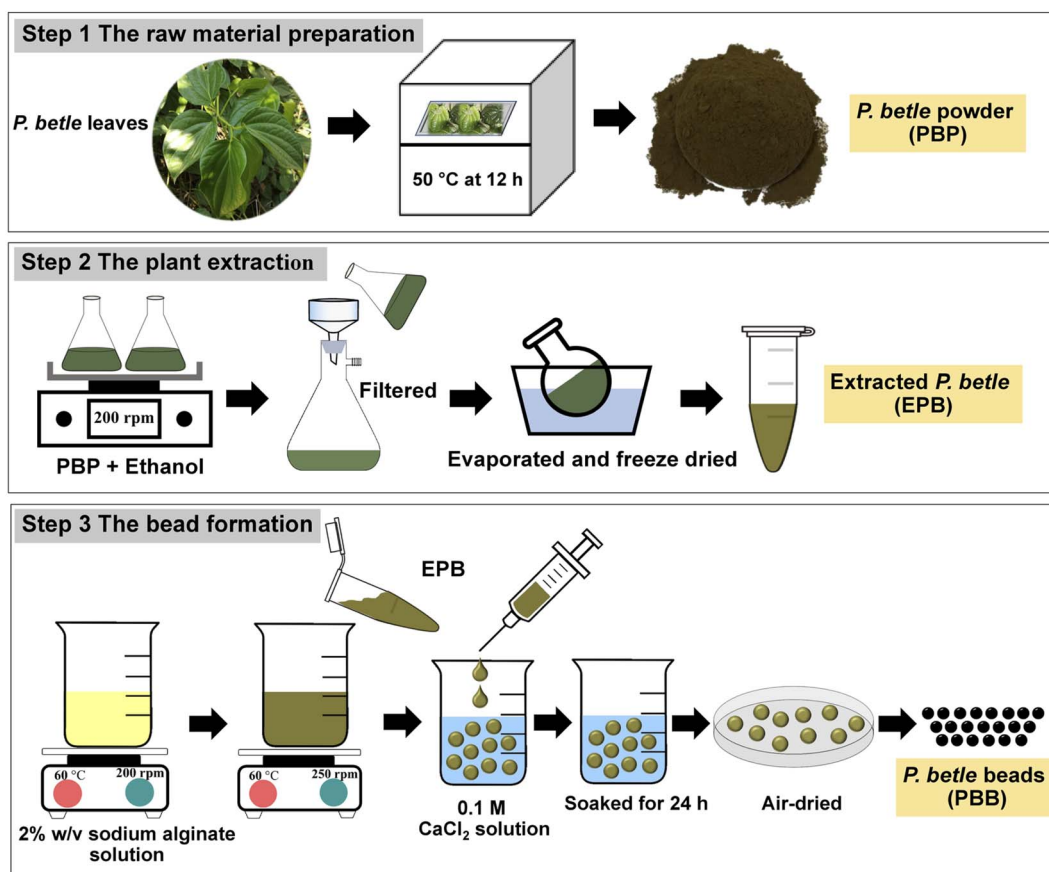 Step 1 The raw material preparation
P. betle leaves
50 °C at 12 h
P. betle powder
(PBP)
Step 2 The plant extraction
200 rpm
PBP + Ethanol
Filtered
Evaporated and freeze dried
Extracted P. betle
(EPB)
Step 3 The bead formation
EPB
60 °C
200 rpm
2% w/v sodium alginate
solution
60 °C
250 rpm
0.1 M
CaCl₂ solution
Soaked for 24 h
Air-dried
P. betle beads
(PBB)